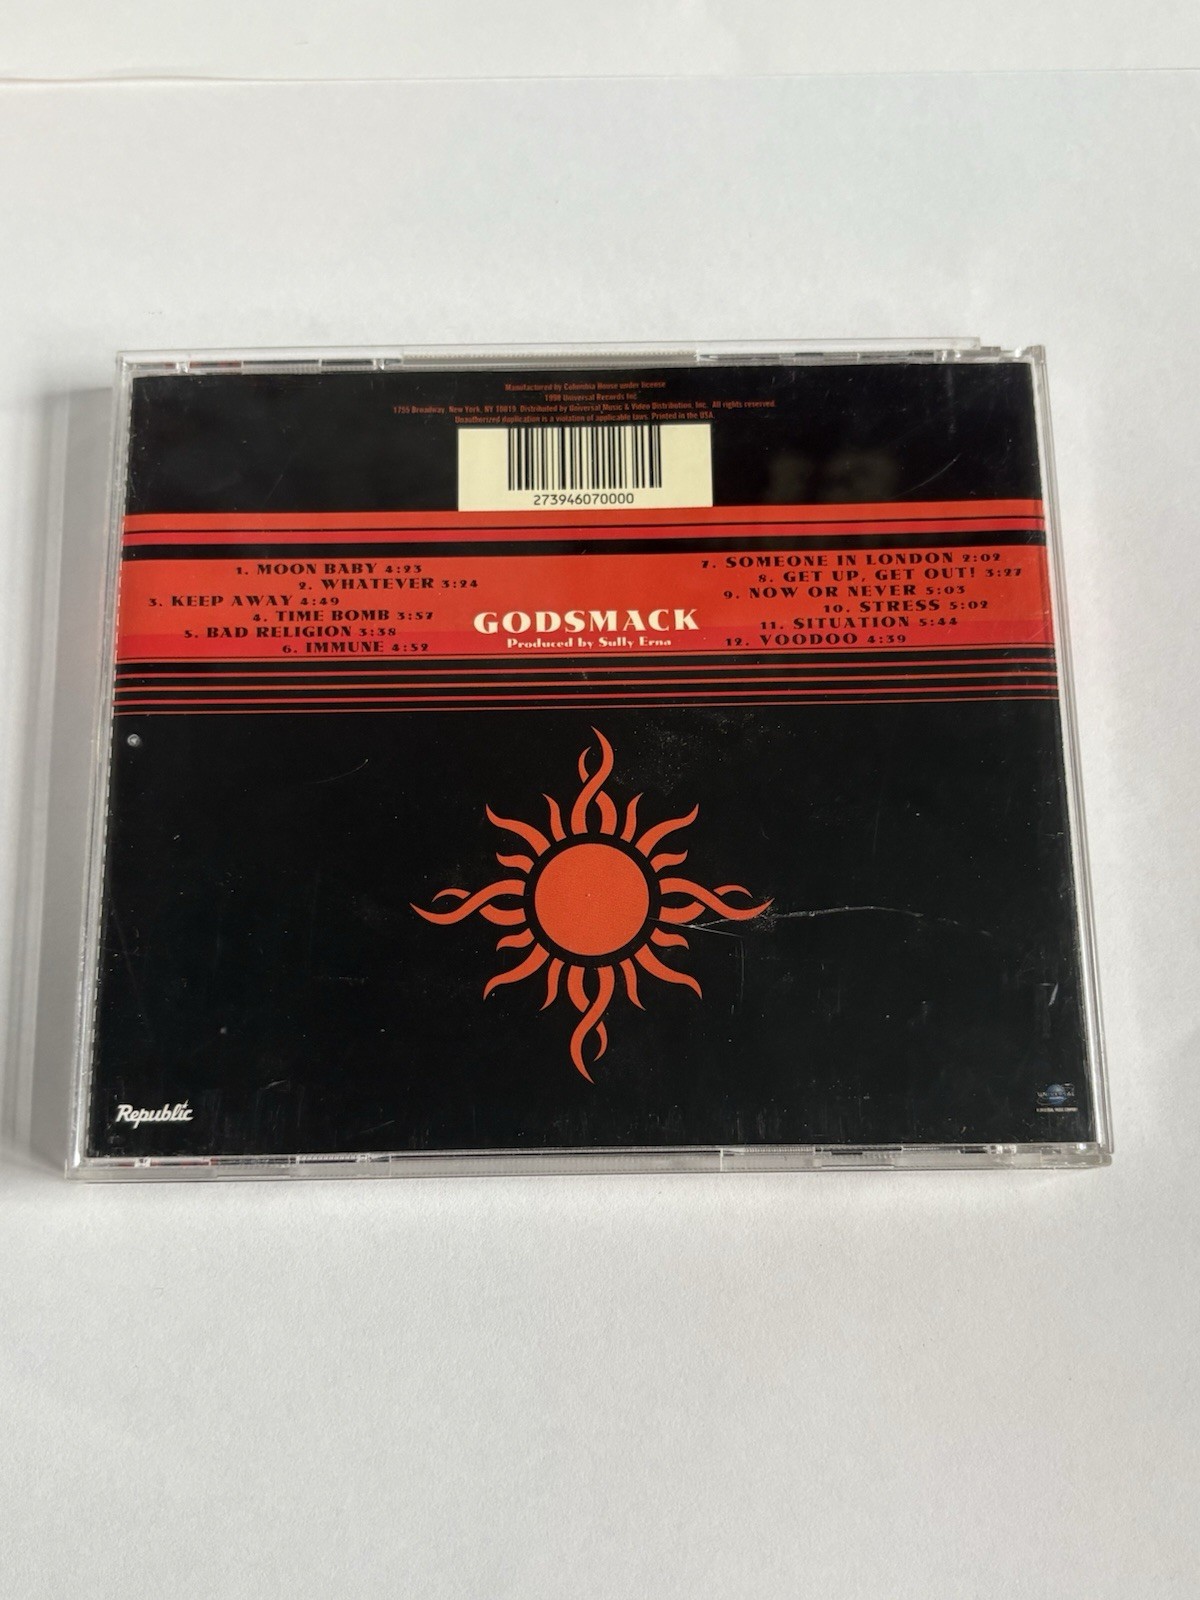 Manufactured by Columbia House under license
1998 Universal Records Inc.
1755 Broadway, New York, NY 10019. Distributed by Universal Music & Video Distribution, Inc. All rights reserved.
Unauthorized duplication is a violation of applicable laws. Printed in the USA.
273946070000
1. MOON BABY 4:23
2. WHATEVER 3:24
3. KEEP AWAY 4:49
4. TIME BOMB 3:57
5. BAD RELIGION 3:38
6. IMMUNE 4:52
GODSMACK
Produced by Sully Erna
7. SOMEONE IN LONDON 2:02
8. GET UP, GET OUT! 3:27
9. NOW OR NEVER 5:03
10. STRESS 5:02
11. SITUATION 5:44
12. VOODOO 4:39
Republic
UNIVERSAL